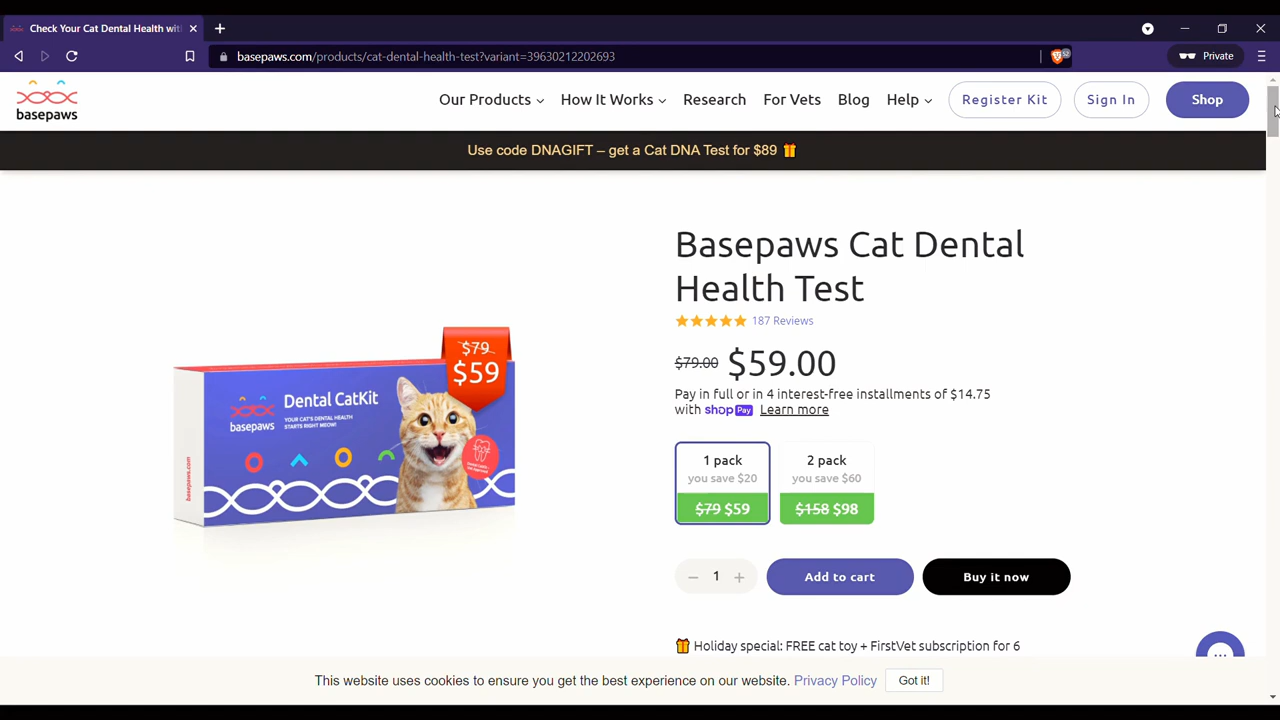 Check Your Cat Dental Health wit
basepaws.com/products/cat-dental-health-test?variant=39630212202693
52
Private
basepaws
Our Products
How It Works
Research
For Vets
Blog
Help
Register Kit
Sign In
Shop
Use code DNAGIFT – get a Cat DNA Test for $89
Basepaws Cat Dental
Health Test
187 Reviews
$79.00 $59.00
Pay in full or in 4 interest-free installments of $14.75
with shop Pay Learn more
$79
$59
Dental CatKit
YOUR CAT'S DENTAL HEALTH
STARTS RIGHT MEOW!
basepaws
basepaws.com
1 pack
you save $20
$79 $59
2 pack
you save $60
$158 $98
− 1 +
Add to cart
Buy it now
Holiday special: FREE cat toy + FirstVet subscription for 6
This website uses cookies to ensure you get the best experience on our website. Privacy Policy
Got it!